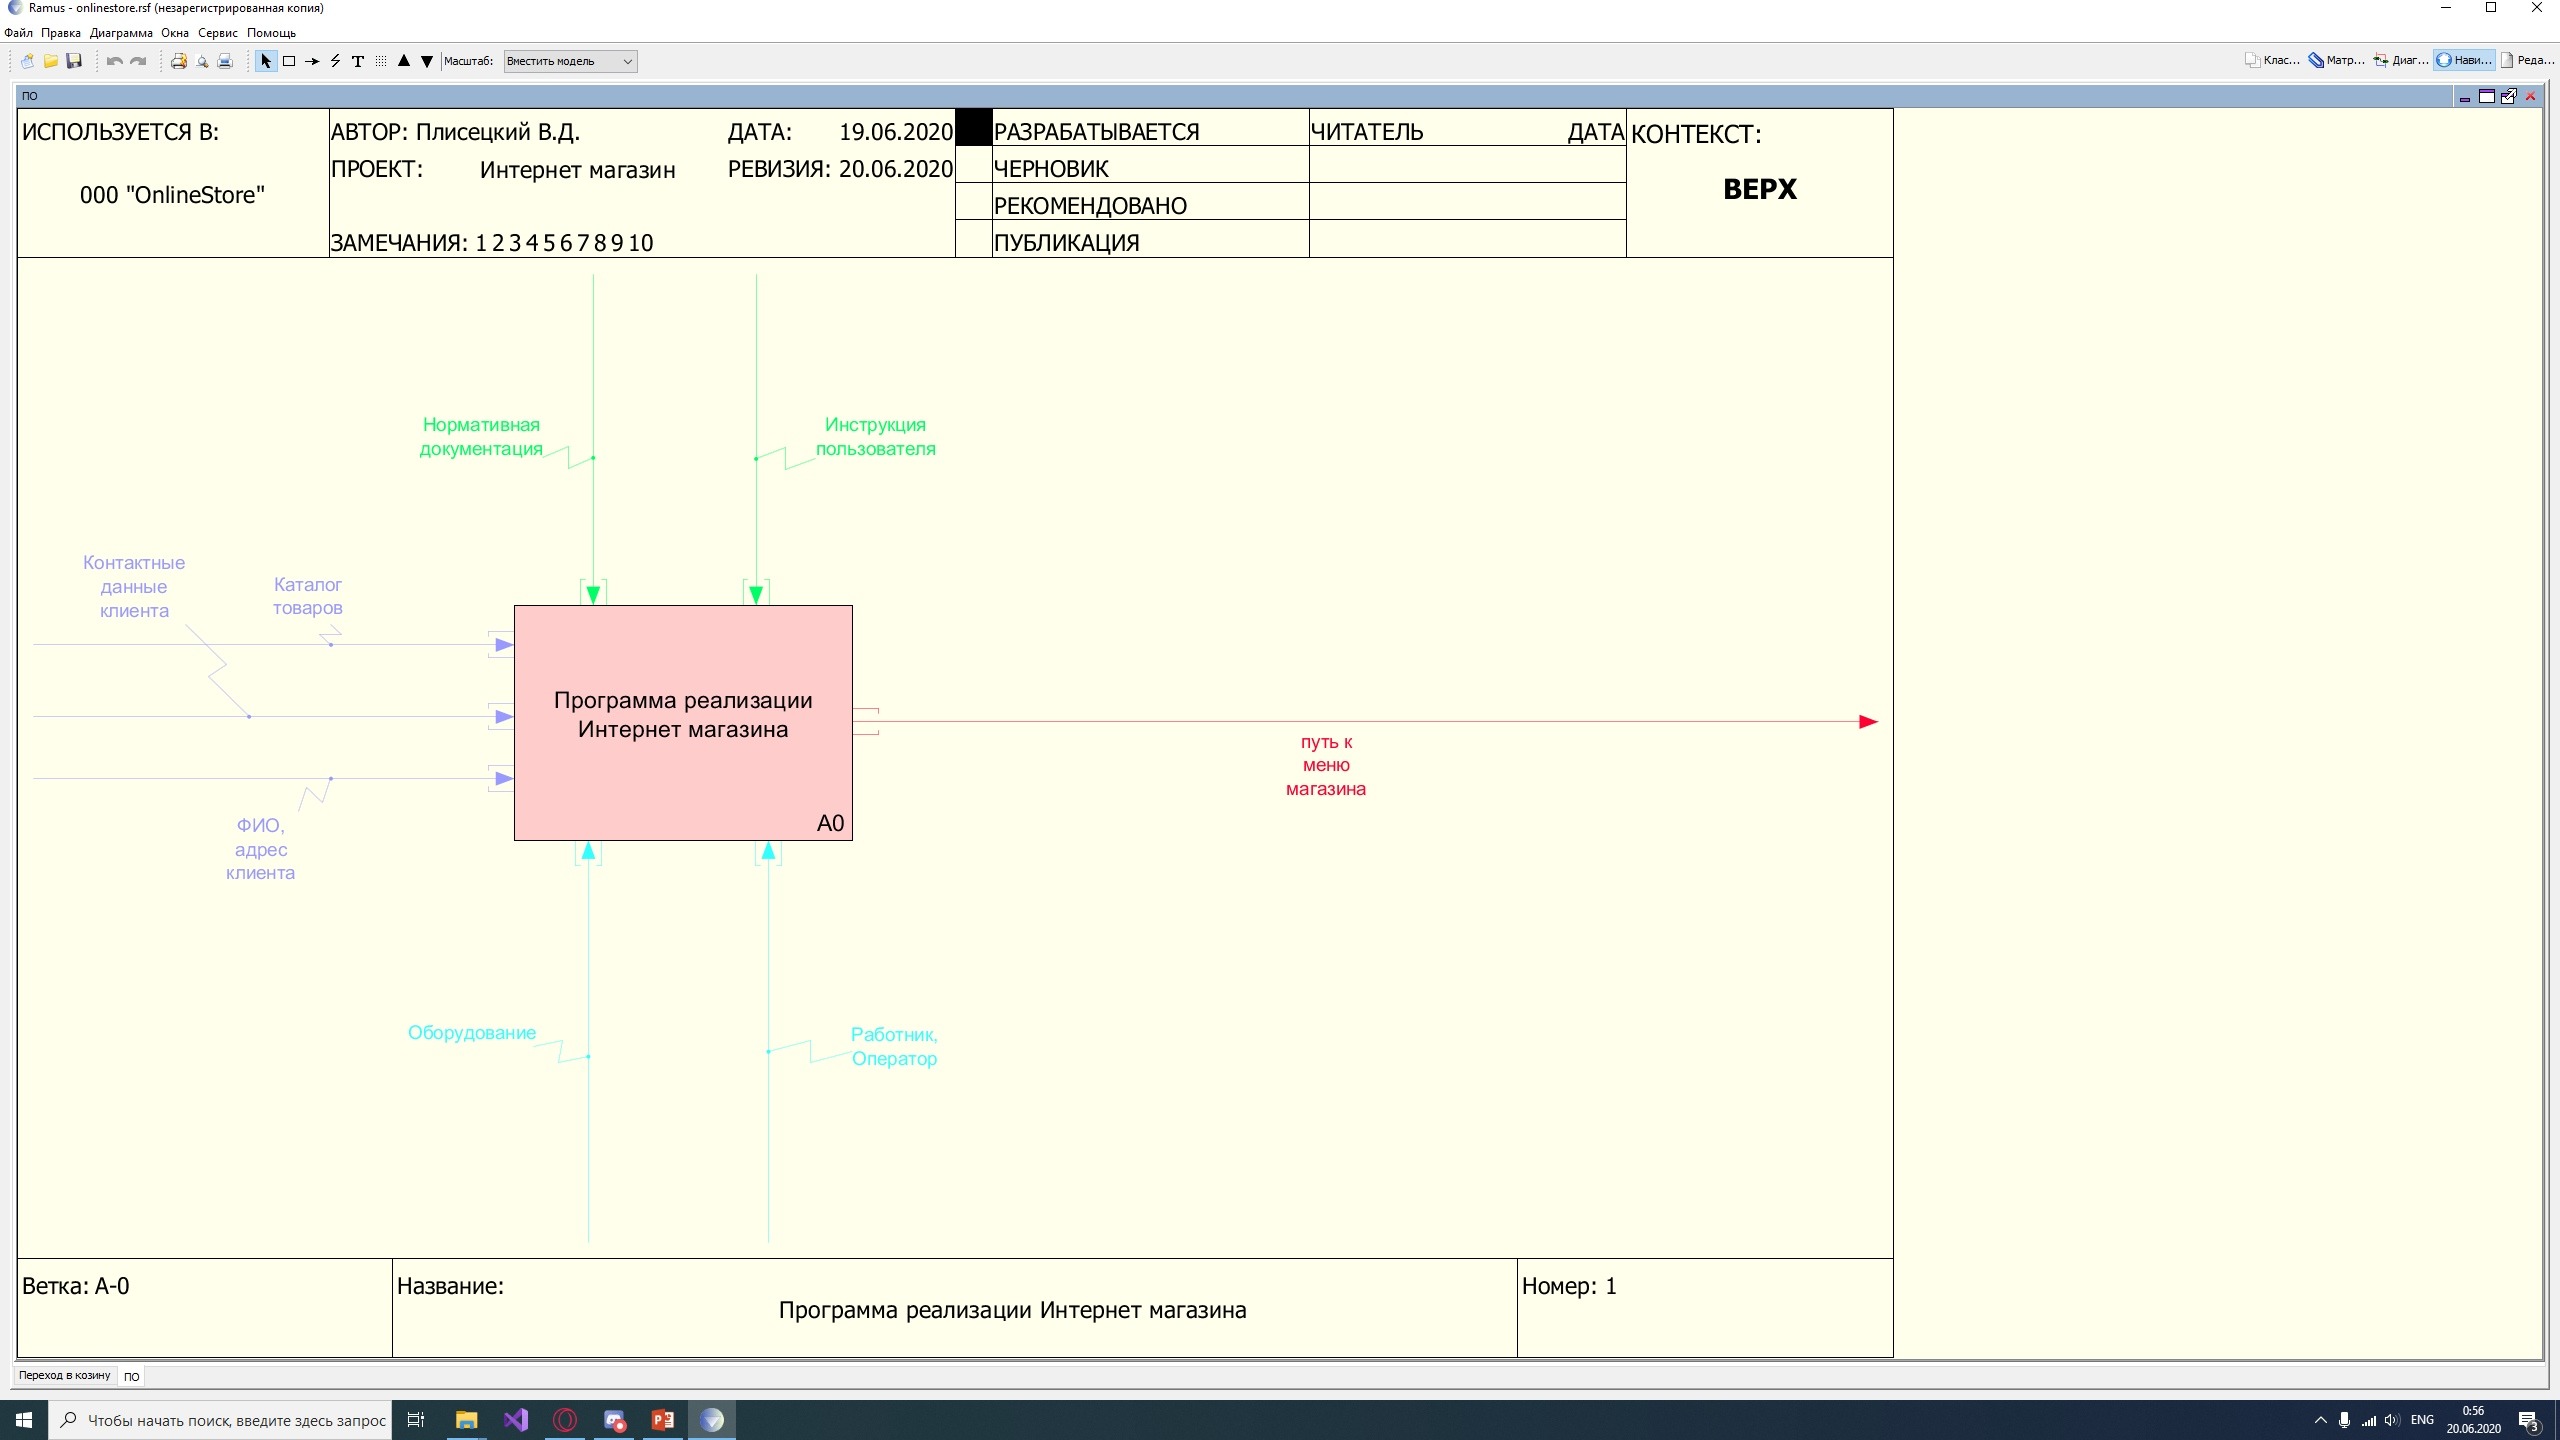 Ramus - onlinestore.rsf (незарегистрированная копия)
Файл Правка Диаграмма Окна Сервис Помощь
Масштаб: Вместить модель Клас... Матр... Диаг... Нави... Реда...
ПО
ИСПОЛЬЗУЕТСЯ В:
000 "OnlineStore"
АВТОР: Плисецкий В.Д. ДАТА: 19.06.2020
ПРОЕКТ: Интернет магазин РЕВИЗИЯ: 20.06.2020
ЗАМЕЧАНИЯ: 1 2 3 4 5 6 7 8 9 10
РАЗРАБАТЫВАЕТСЯ
ЧЕРНОВИК
РЕКОМЕНДОВАНО
ПУБЛИКАЦИЯ
ЧИТАТЕЛЬ ДАТА
КОНТЕКСТ:
ВЕРХ
Нормативная
документация
Инструкция
пользователя
Контактные
данные
клиента
Каталог
товаров
Программа реализации
Интернет магазина
A0
путь к
меню
магазина
ФИО,
адрес
клиента
Оборудование
Работник,
Оператор
Ветка: A-0
Название:
Программа реализации Интернет магазина
Номер: 1
Переход в козину ПО
Чтобы начать поиск, введите здесь запрос
ENG
0:56
20.06.2020
3